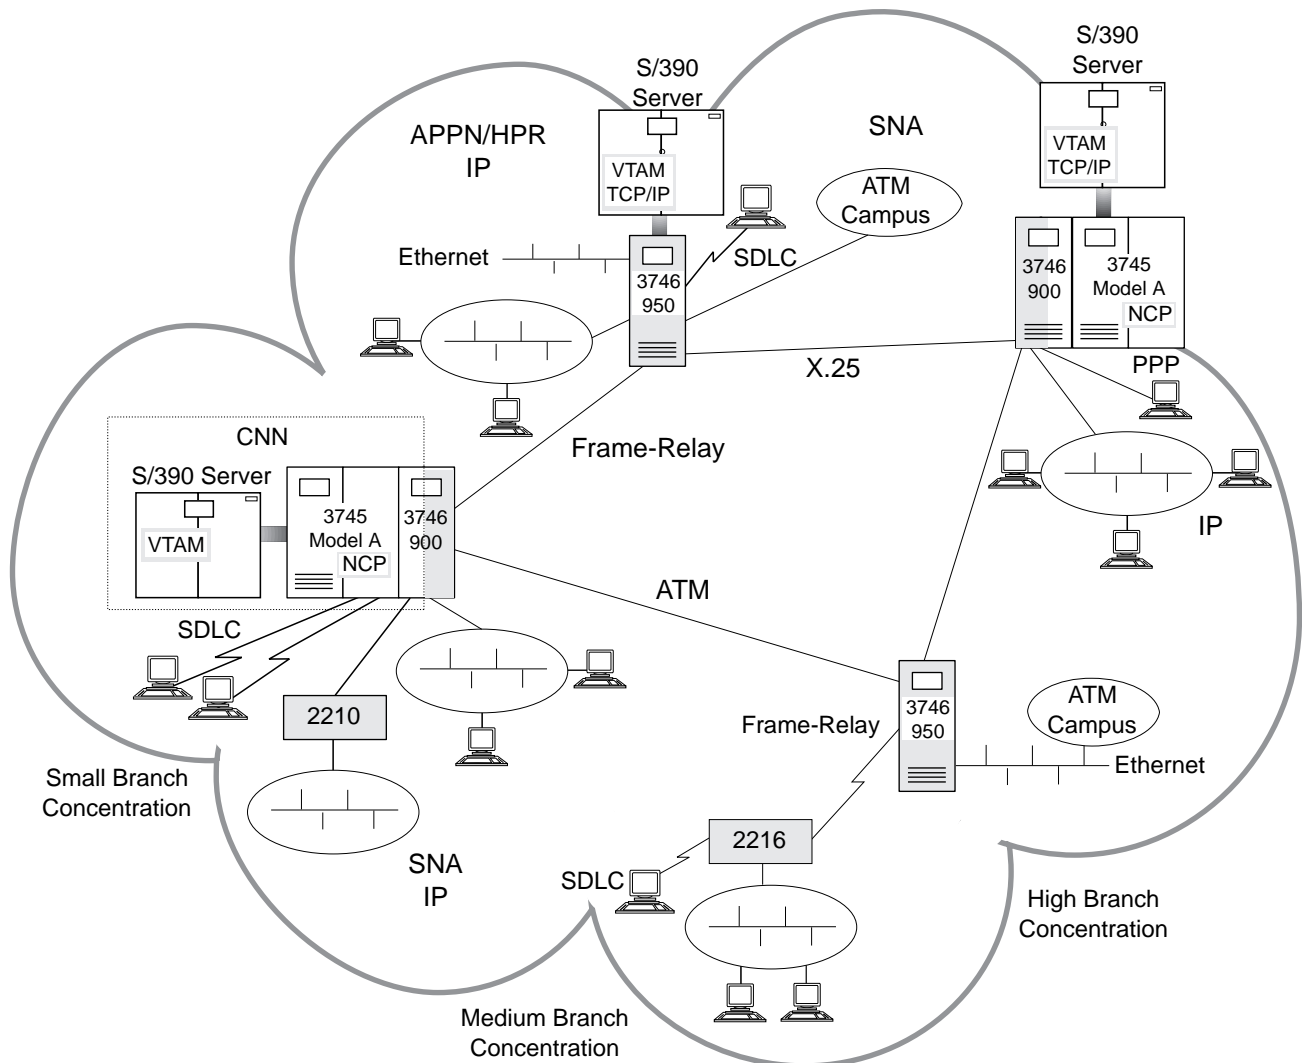 S/390
Server
S/390
Server
APPN/HPR
IP
SNA
VTAM
TCP/IP
VTAM
TCP/IP
ATM
Campus
Ethernet
SDLC
3746
950
3746
900
3745
Model A
NCP
X.25
PPP
CNN
Frame-Relay
S/390 Server
VTAM
3745
Model A
NCP
3746
900
IP
ATM
SDLC
2210
Frame-Relay
3746
950
ATM
Campus
Ethernet
Small Branch
Concentration
SNA
IP
2216
SDLC
High Branch
Concentration
Medium Branch
Concentration